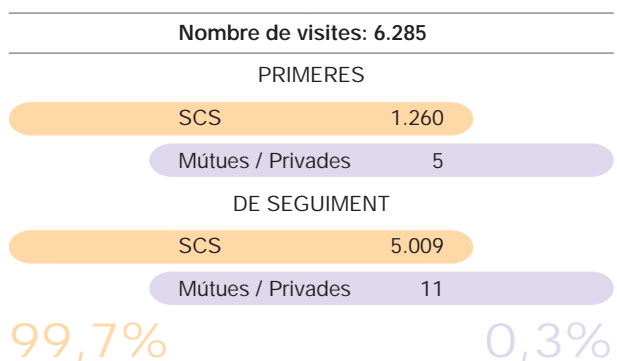 Nombre de visites: 6.285
PRIMERES
SCS 1.260
Mútues / Privades 5
DE SEGUIMENT
SCS 5.009
Mútues / Privades 11
99,7% 0,3%